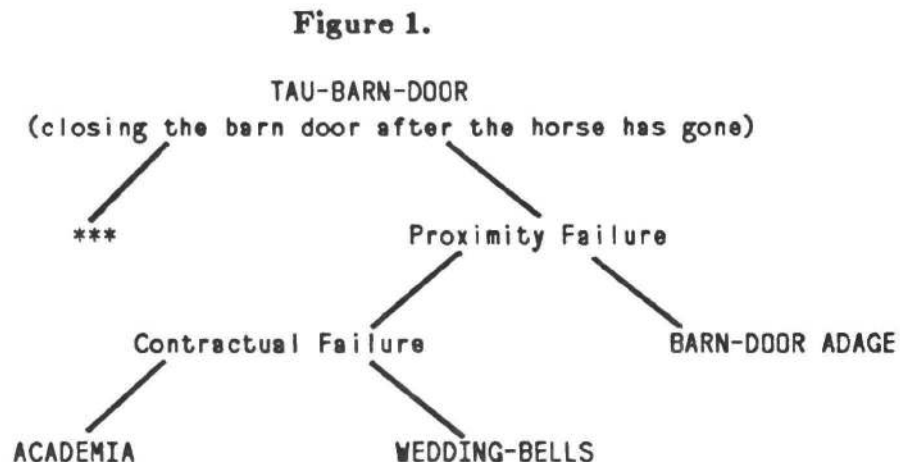 Figure 1.
TAU-BARN-DOOR
(closing the barn door after the horse has gone)
*** Proximity Failure
Contractual Failure BARN-DOOR ADAGE
ACADEMIA WEDDING-BELLS